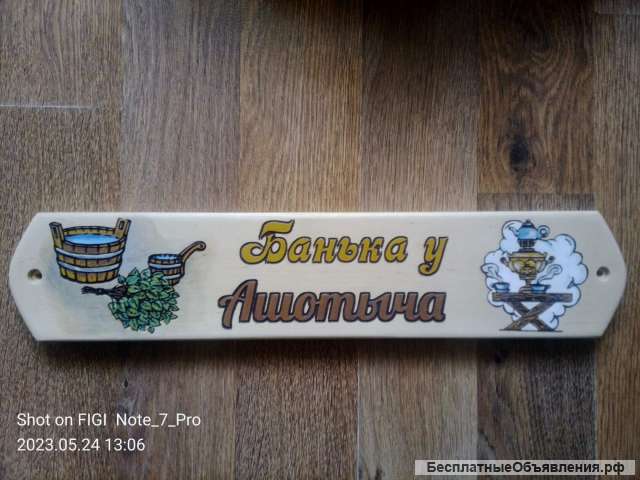 Банька у
Ашотыча
Shot on FIGI Note_7_Pro
2023.05.24 13:06
БесплатныеОбъявления.рф